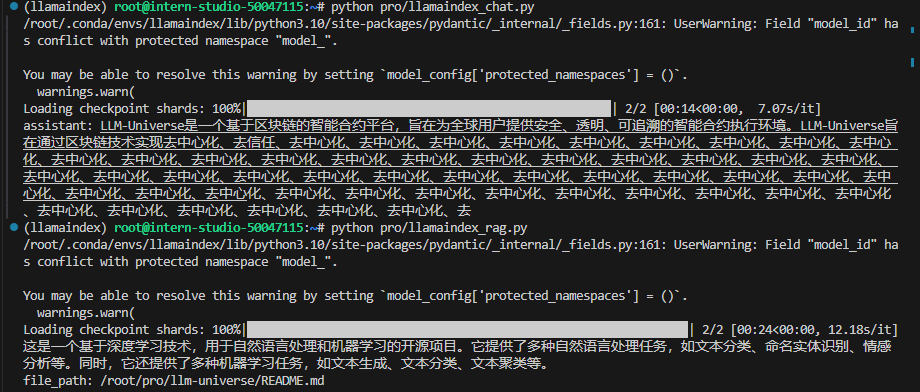 (llamaindex) root@intern-studio-50047115:~# python pro/llamaindex_chat.py
/root/.conda/envs/llamaindex/lib/python3.10/site-packages/pydantic/_internal/_fields.py:161: UserWarning: Field "model_id" ha
s conflict with protected namespace "model_".
You may be able to resolve this warning by setting `model_config['protected_namespaces'] = ()`.
  warnings.warn(
Loading checkpoint shards: 100%| | 2/2 [00:14<00:00,  7.07s/it]
assistant: LLM-Universe是一个基于区块链的智能合约平台，旨在为全球用户提供安全、透明、可追溯的智能合约执行环境。LLM-Universe旨
在通过区块链技术实现去中心化、去信任、去中心化、去中心化、去中心化、去中心化、去中心化、去中心化、去中心化、去中心化、去中心
化、去中心化、去中心化、去中心化、去中心化、去中心化、去中心化、去中心化、去中心化、去中心化、去中心化、去中心化、去中心化、
去中心化、去中心化、去中心化、去中心化、去中心化、去中心化、去中心化、去中心化、去中心化、去中心化、去中心化、去中心化、去中
心化、去中心化、去中心化、去中心化、去中心化、去中心化、去中心化、去中心化、去中心化、去中心化、去中心化、去中心化、去中心化
、去中心化、去中心化、去中心化、去中心化、去中心化、去中心化、去中心化、去
(llamaindex) root@intern-studio-50047115:~# python pro/llamaindex_rag.py
/root/.conda/envs/llamaindex/lib/python3.10/site-packages/pydantic/_internal/_fields.py:161: UserWarning: Field "model_id" ha
s conflict with protected namespace "model_".
You may be able to resolve this warning by setting `model_config['protected_namespaces'] = ()`.
  warnings.warn(
Loading checkpoint shards: 100%| | 2/2 [00:24<00:00, 12.18s/it]
这是一个基于深度学习技术，用于自然语言处理和机器学习的开源项目。它提供了多种自然语言处理任务，如文本分类、命名实体识别、情感
分析等。同时，它还提供了多种机器学习任务，如文本生成、文本分类、文本聚类等。
file_path: /root/pro/llm-universe/README.md